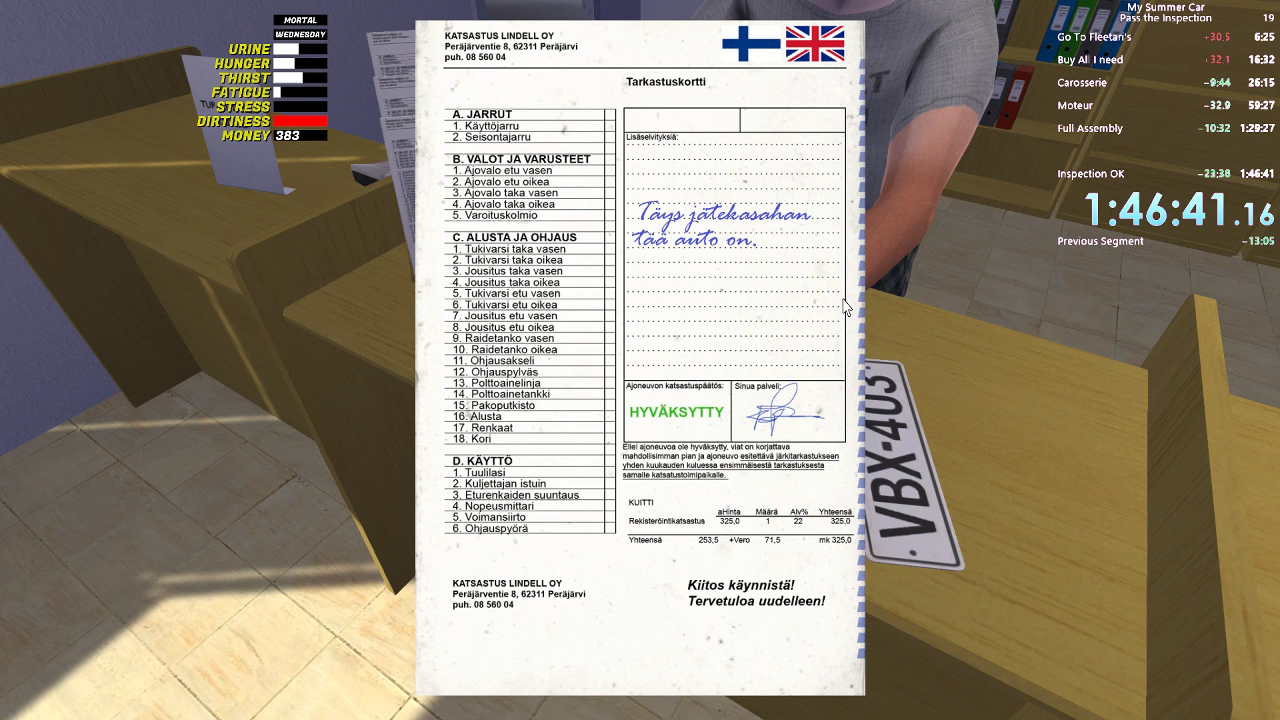 MORTAL
WEDNESDAY
URINE
HUNGER
THIRST
FATIGUE
STRESS
DIRTINESS
MONEY 383
KATSASTUS LINDELL OY
Peräjärventie 8, 62311 Peräjärvi
puh. 08 560 04
Tarkastuskortti
A. JARRUT
1. Käyttöjarru
2. Seisontajarru
B. VALOT JA VARUSTEET
1. Ajovalo etu vasen
2. Ajovalo etu oikea
3. Ajovalo taka vasen
4. Ajovalo taka oikea
5. Varoituskolmio
C. ALUSTA JA OHJAUS
1. Tukivarsi taka vasen
2. Tukivarsi taka oikea
3. Jousitus taka vasen
4. Jousitus taka oikea
5. Tukivarsi etu vasen
6. Tukivarsi etu oikea
7. Jousitus etu vasen
8. Jousitus etu oikea
9. Raidetanko vasen
10. Raidetanko oikea
11. Ohjausakseli
12. Ohjauspylväs
13. Polttoainelinja
14. Polttoainetankki
15. Pakoputkisto
16. Alusta
17. Renkaat
18. Kori
D. KÄYTTÖ
1. Tuulilasi
2. Kuljettajan istuin
3. Eturenkaiden suuntaus
4. Nopeusmittari
5. Voimansiirto
6. Ohjauspyörä
Lisäselvityksiä:
Täys jätekasahan
tää auto on.
Ajoneuvon katsastuspäätös:
HYVÄKSYTTY
Sinua palveli:
Ellei ajoneuvoa ole hyväksytty, viat on korjattava
mahdollisimman pian ja ajoneuvo esitettävä järkitarkastukseen
yhden kuukauden kuluessa ensimmäisestä tarkastuksesta
samalle katsatustoimipaikalle.
KUITTI
aHinta Määrä Alv% Yhteensä
Rekisteröintikatsastus 325,0 1 22 325,0
Yhteensä 253,5 +Vero 71,5 mk 325,0
KATSASTUS LINDELL OY
Peräjärventie 8, 62311 Peräjärvi
puh. 08 560 04
Kiitos käynnistä!
Tervetuloa uudelleen!
VBX-403
My Summer Car
Pass the Inspection 19
Go To Fleetari's +30.5 6:25
Buy All I need +32.1 16:32
Carosserie −9:44 26:16
Moteur −32.9 59:27
Full Assembly −10:32 1:29:27
Inspection OK −23:38 1:46:41
1:46:41.16
Previous Segment −13:05